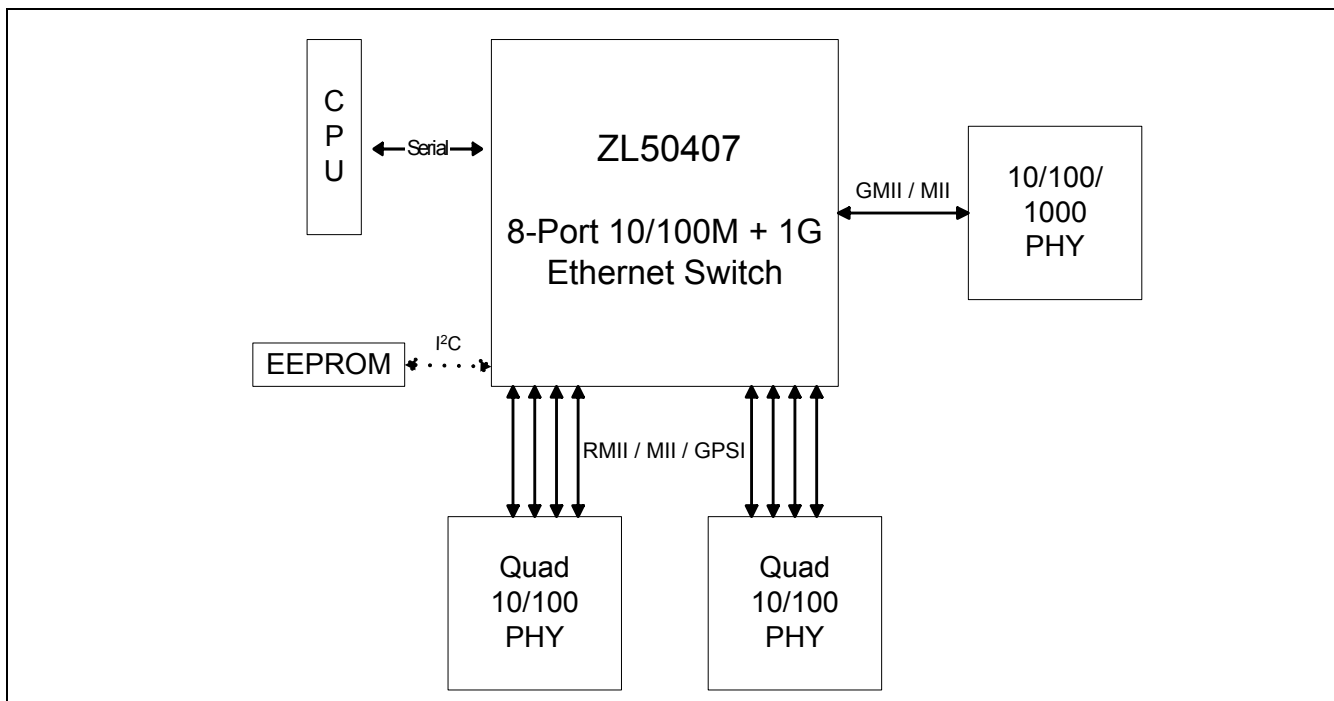 C
P
U
Serial
ZL50407
8-Port 10/100M + 1G
Ethernet Switch
GMII / MII
10/100/
1000
PHY
EEPROM
I²C
RMII / MII / GPSI
Quad
10/100
PHY
Quad
10/100
PHY